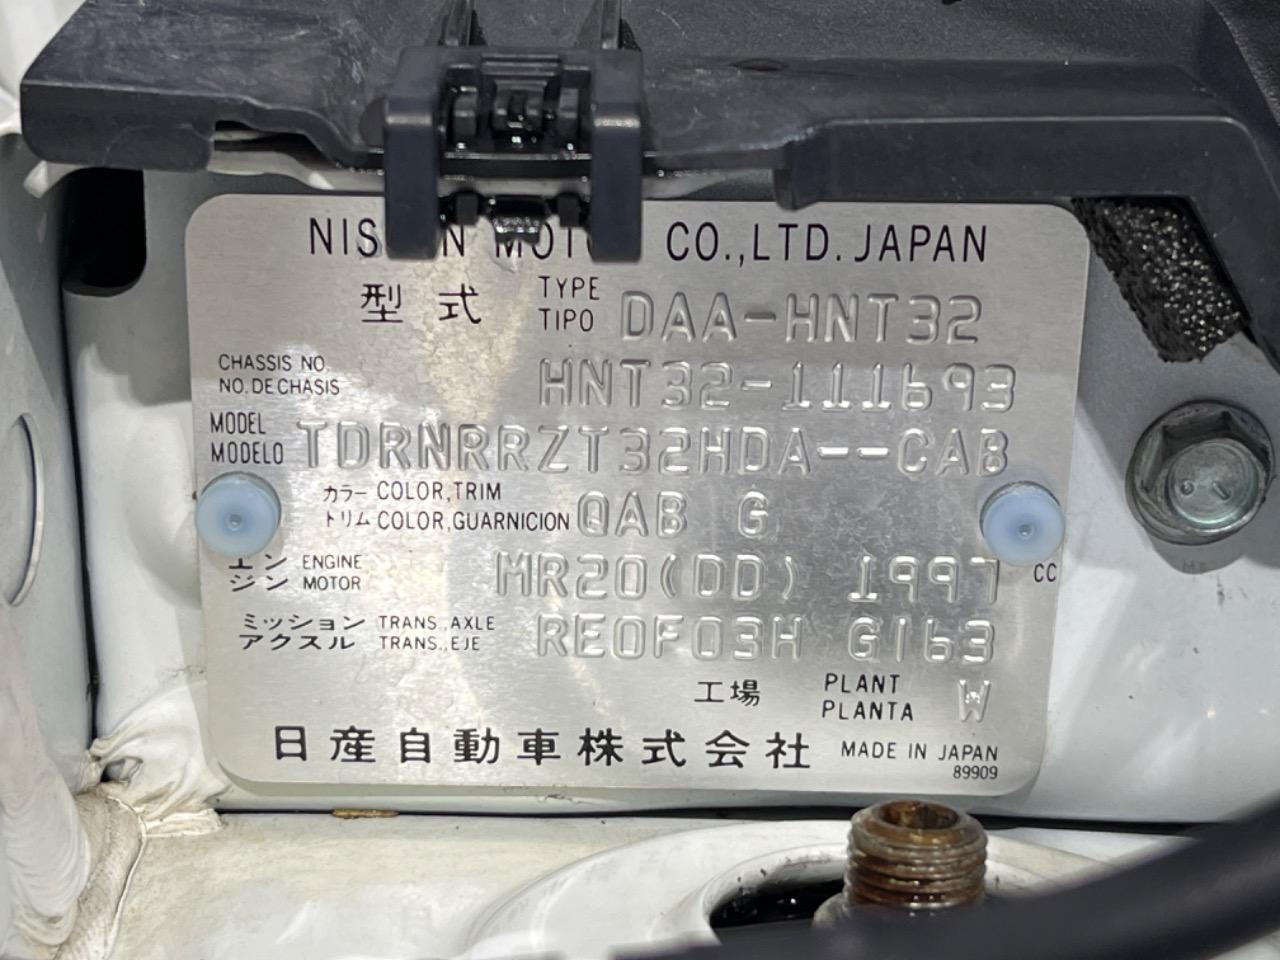 NIS N MOT CO.,LTD. JAPAN
型式 TYPE TIPO DAA-HNT32
CHASSIS NO. NO. DE CHASIS HNT32-111693
MODEL MODELO TDRNRRZT32HDA--CAB
カラー COLOR,TRIM
トリム COLOR,GUARNICION QAB G
エンジン ENGINE MOTOR MR20(DD) 1997 CC
ミッション TRANS.,AXLE
アクスル TRANS.,EJE RE0F03H G163
工場 PLANT PLANTA W
日産自動車株式会社 MADE IN JAPAN
89909